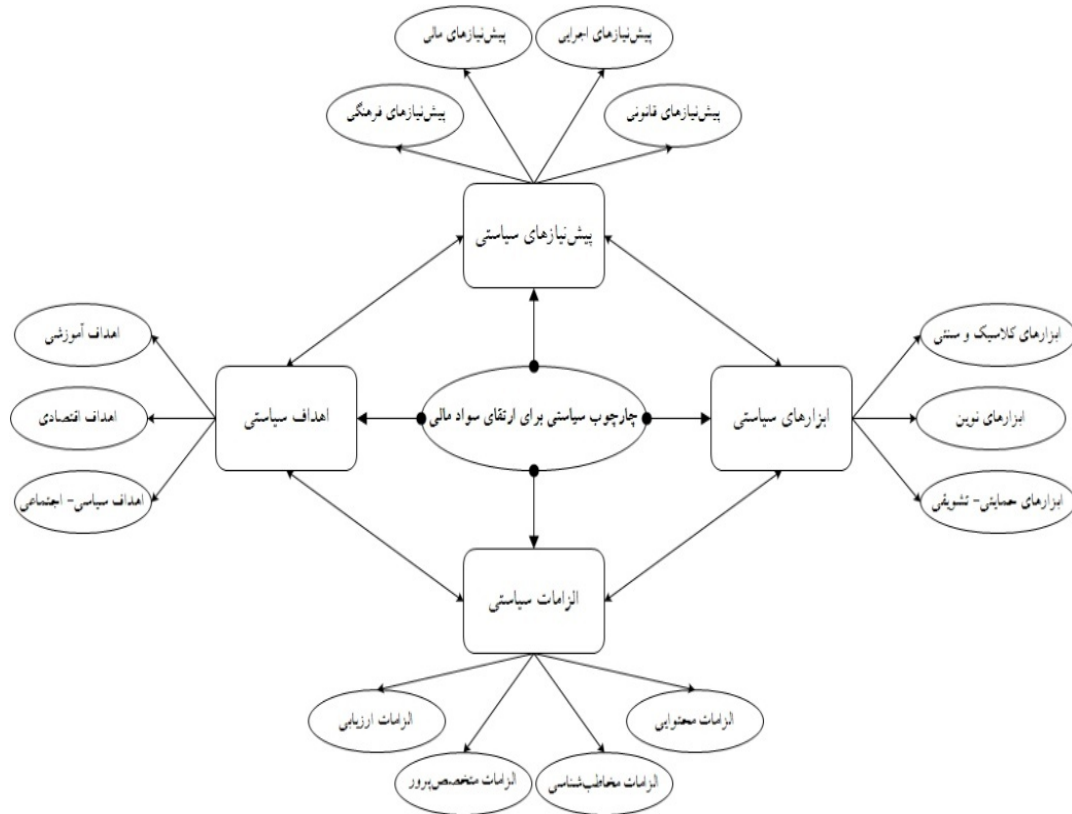 پیش‌نیازهای اجرایی
پیش‌نیازهای مالی
پیش‌نیازهای قانونی
پیش‌نیازهای فرهنگی
پیش‌نیازهای سیاستی
ابزارهای کلاسیک و سنتی
ابزارهای نوین
ابزارهای حمایتی- تشویقی
ابزارهای سیاستی
چارچوب سیاستی برای ارتقای سواد مالی
اهداف سیاستی
اهداف آموزشی
اهداف اقتصادی
اهداف سیاسی- اجتماعی
الزامات سیاستی
الزامات محتوایی
الزامات ارزیابی
الزامات مخاطب‌شناسی
الزامات متخصص‌پرور